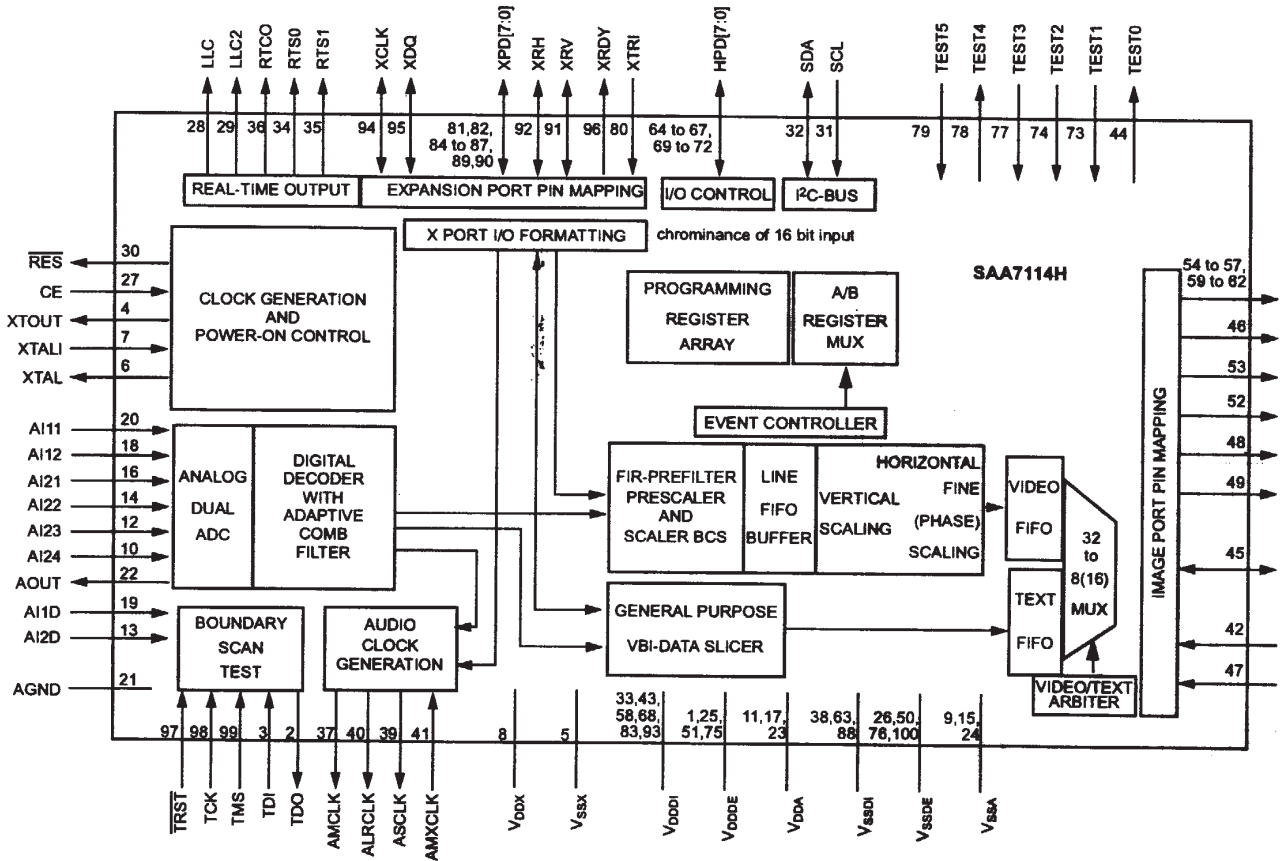 LLC
LLC2
RTCO
RTS0
RTS1
XCLK
XDQ
XPD[7:0]
XRH
XRV
XRDY
XTRI
HPD[7:0]
SDA
SCL
TEST5
TEST4
TEST3
TEST2
TEST1
TEST0
28
29
36
34
35
94
95
81,82,
84 to 87,
89,90
92
91
96
80
64 to 67,
69 to 72
32
31
79
78
77
74
73
44
REAL-TIME OUTPUT
EXPANSION PORT PIN MAPPING
I/O CONTROL
I²C-BUS
X PORT I/O FORMATTING
chrominance of 16 bit input
SAA7114H
RES
30
CE
27
XTOUT
4
XTALI
7
XTAL
6
CLOCK GENERATION
AND
POWER-ON CONTROL
PROGRAMMING
REGISTER
ARRAY
A/B
REGISTER
MUX
EVENT CONTROLLER
54 to 57,
59 to 62
46
53
52
48
49
45
42
47
IMAGE PORT PIN MAPPING
AI11
20
AI12
18
AI21
16
AI22
14
AI23
12
AI24
10
AOUT
22
AI1D
19
AI2D
13
AGND
21
ANALOG
DUAL
ADC
DIGITAL
DECODER
WITH
ADAPTIVE
COMB
FILTER
FIR-PREFILTER
PRESCALER
AND
SCALER BCS
LINE
FIFO
BUFFER
VERTICAL
SCALING
HORIZONTAL
FINE
(PHASE)
SCALING
VIDEO
FIFO
32
to
8(16)
MUX
TEXT
FIFO
VIDEO/TEXT
ARBITER
BOUNDARY
SCAN
TEST
AUDIO
CLOCK
GENERATION
GENERAL PURPOSE
VBI-DATA SLICER
97
98
99
3
2
37
40
39
41
8
5
33,43,
58,68,
83,93
1,25,
51,75
11,17,
23
38,63,
88
26,50,
76,100
9,15,
24
TRST
TCK
TMS
TDI
TDO
AMCLK
ALRCLK
ASCLK
AMXCLK
VDDX
VSSX
VDDDI
VDDDE
VDDA
VSSDI
VSSDE
VSSA